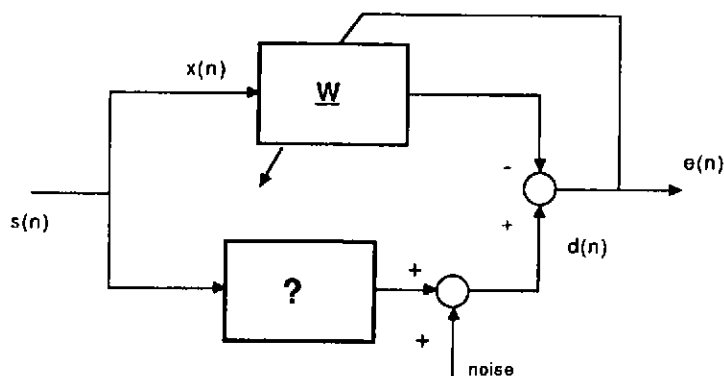 x(n)
W
-
e(n)
s(n)
+
d(n)
?
+
+
noise